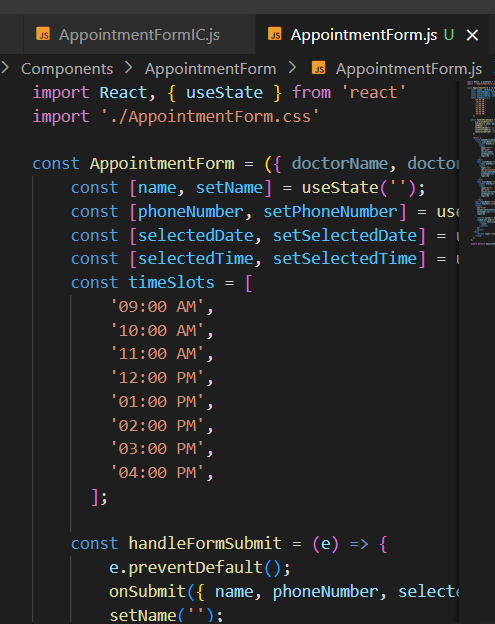 JS AppointmentFormIC.js JS AppointmentForm.js U
Components > AppointmentForm > JS AppointmentForm.js
import React, { useState } from 'react'
import './AppointmentForm.css'
const AppointmentForm = ({ doctorName, doctor
const [name, setName] = useState('');
const [phoneNumber, setPhoneNumber] = use
const [selectedDate, setSelectedDate] = u
const [selectedTime, setSelectedTime] = u
const timeSlots = [
'09:00 AM',
'10:00 AM',
'11:00 AM',
'12:00 PM',
'01:00 PM',
'02:00 PM',
'03:00 PM',
'04:00 PM',
];
const handleFormSubmit = (e) => {
e.preventDefault();
onSubmit({ name, phoneNumber, selecte
setName('');